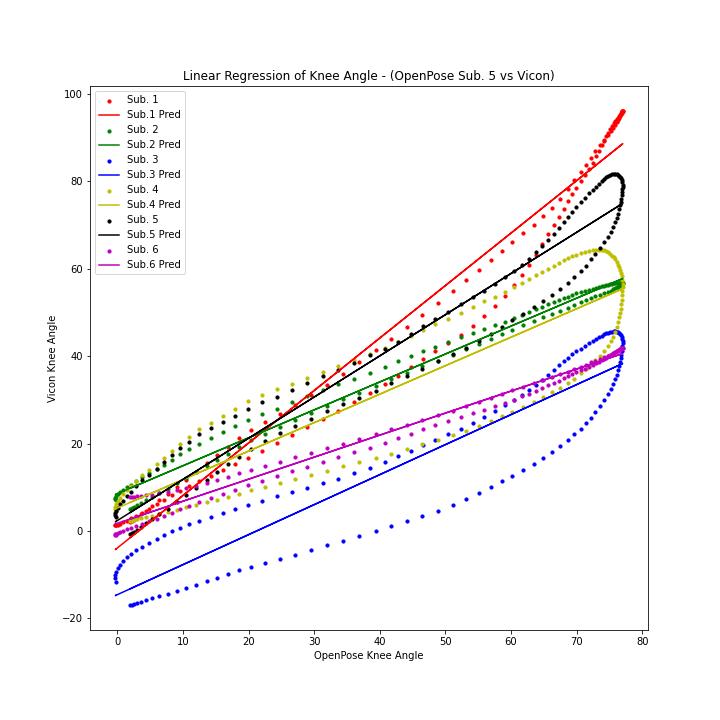 Linear Regression of Knee Angle - (OpenPose Sub. 5 vs Vicon)
100
80
60
40
20
0
−20
Vicon Knee Angle
Sub. 1
Sub.1 Pred
Sub. 2
Sub.2 Pred
Sub. 3
Sub.3 Pred
Sub. 4
Sub.4 Pred
Sub. 5
Sub.5 Pred
Sub. 6
Sub.6 Pred
0 10 20 30 40 50 60 70 80
OpenPose Knee Angle